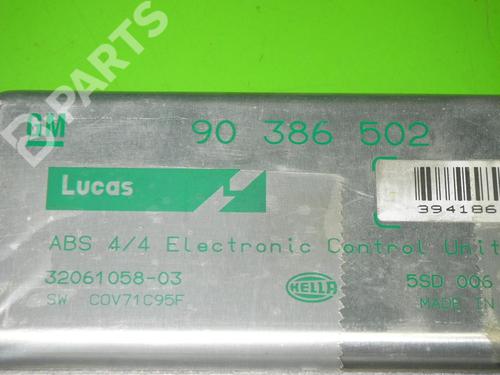 B-PARTS
GM 90 386 502
Lucas
394186
ABS 4/4 Electronic Control Unit
32061058-03 HELLA 5SD 006
SW COV71C95F MADE IN